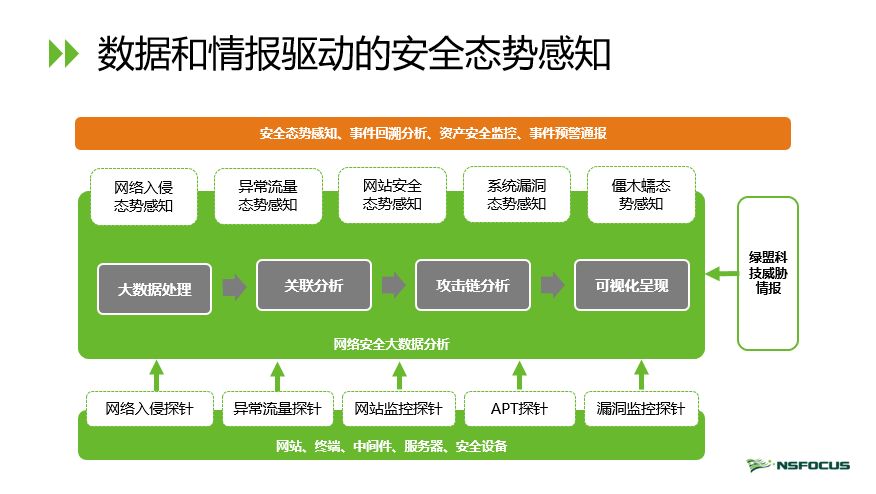 数据和情报驱动的安全态势感知
安全态势感知、事件回溯分析、资产安全监控、事件预警通报
网络入侵
态势感知
异常流量
态势感知
网站安全
态势感知
系统漏洞
态势感知
僵木蠕态
势感知
大数据处理
关联分析
攻击链分析
可视化呈现
网络安全大数据分析
绿盟科
技威胁
情报
网络入侵探针
异常流量探针
网站监控探针
APT探针
漏洞监控探针
网站、终端、中间件、服务器、安全设备
NSFOCUS